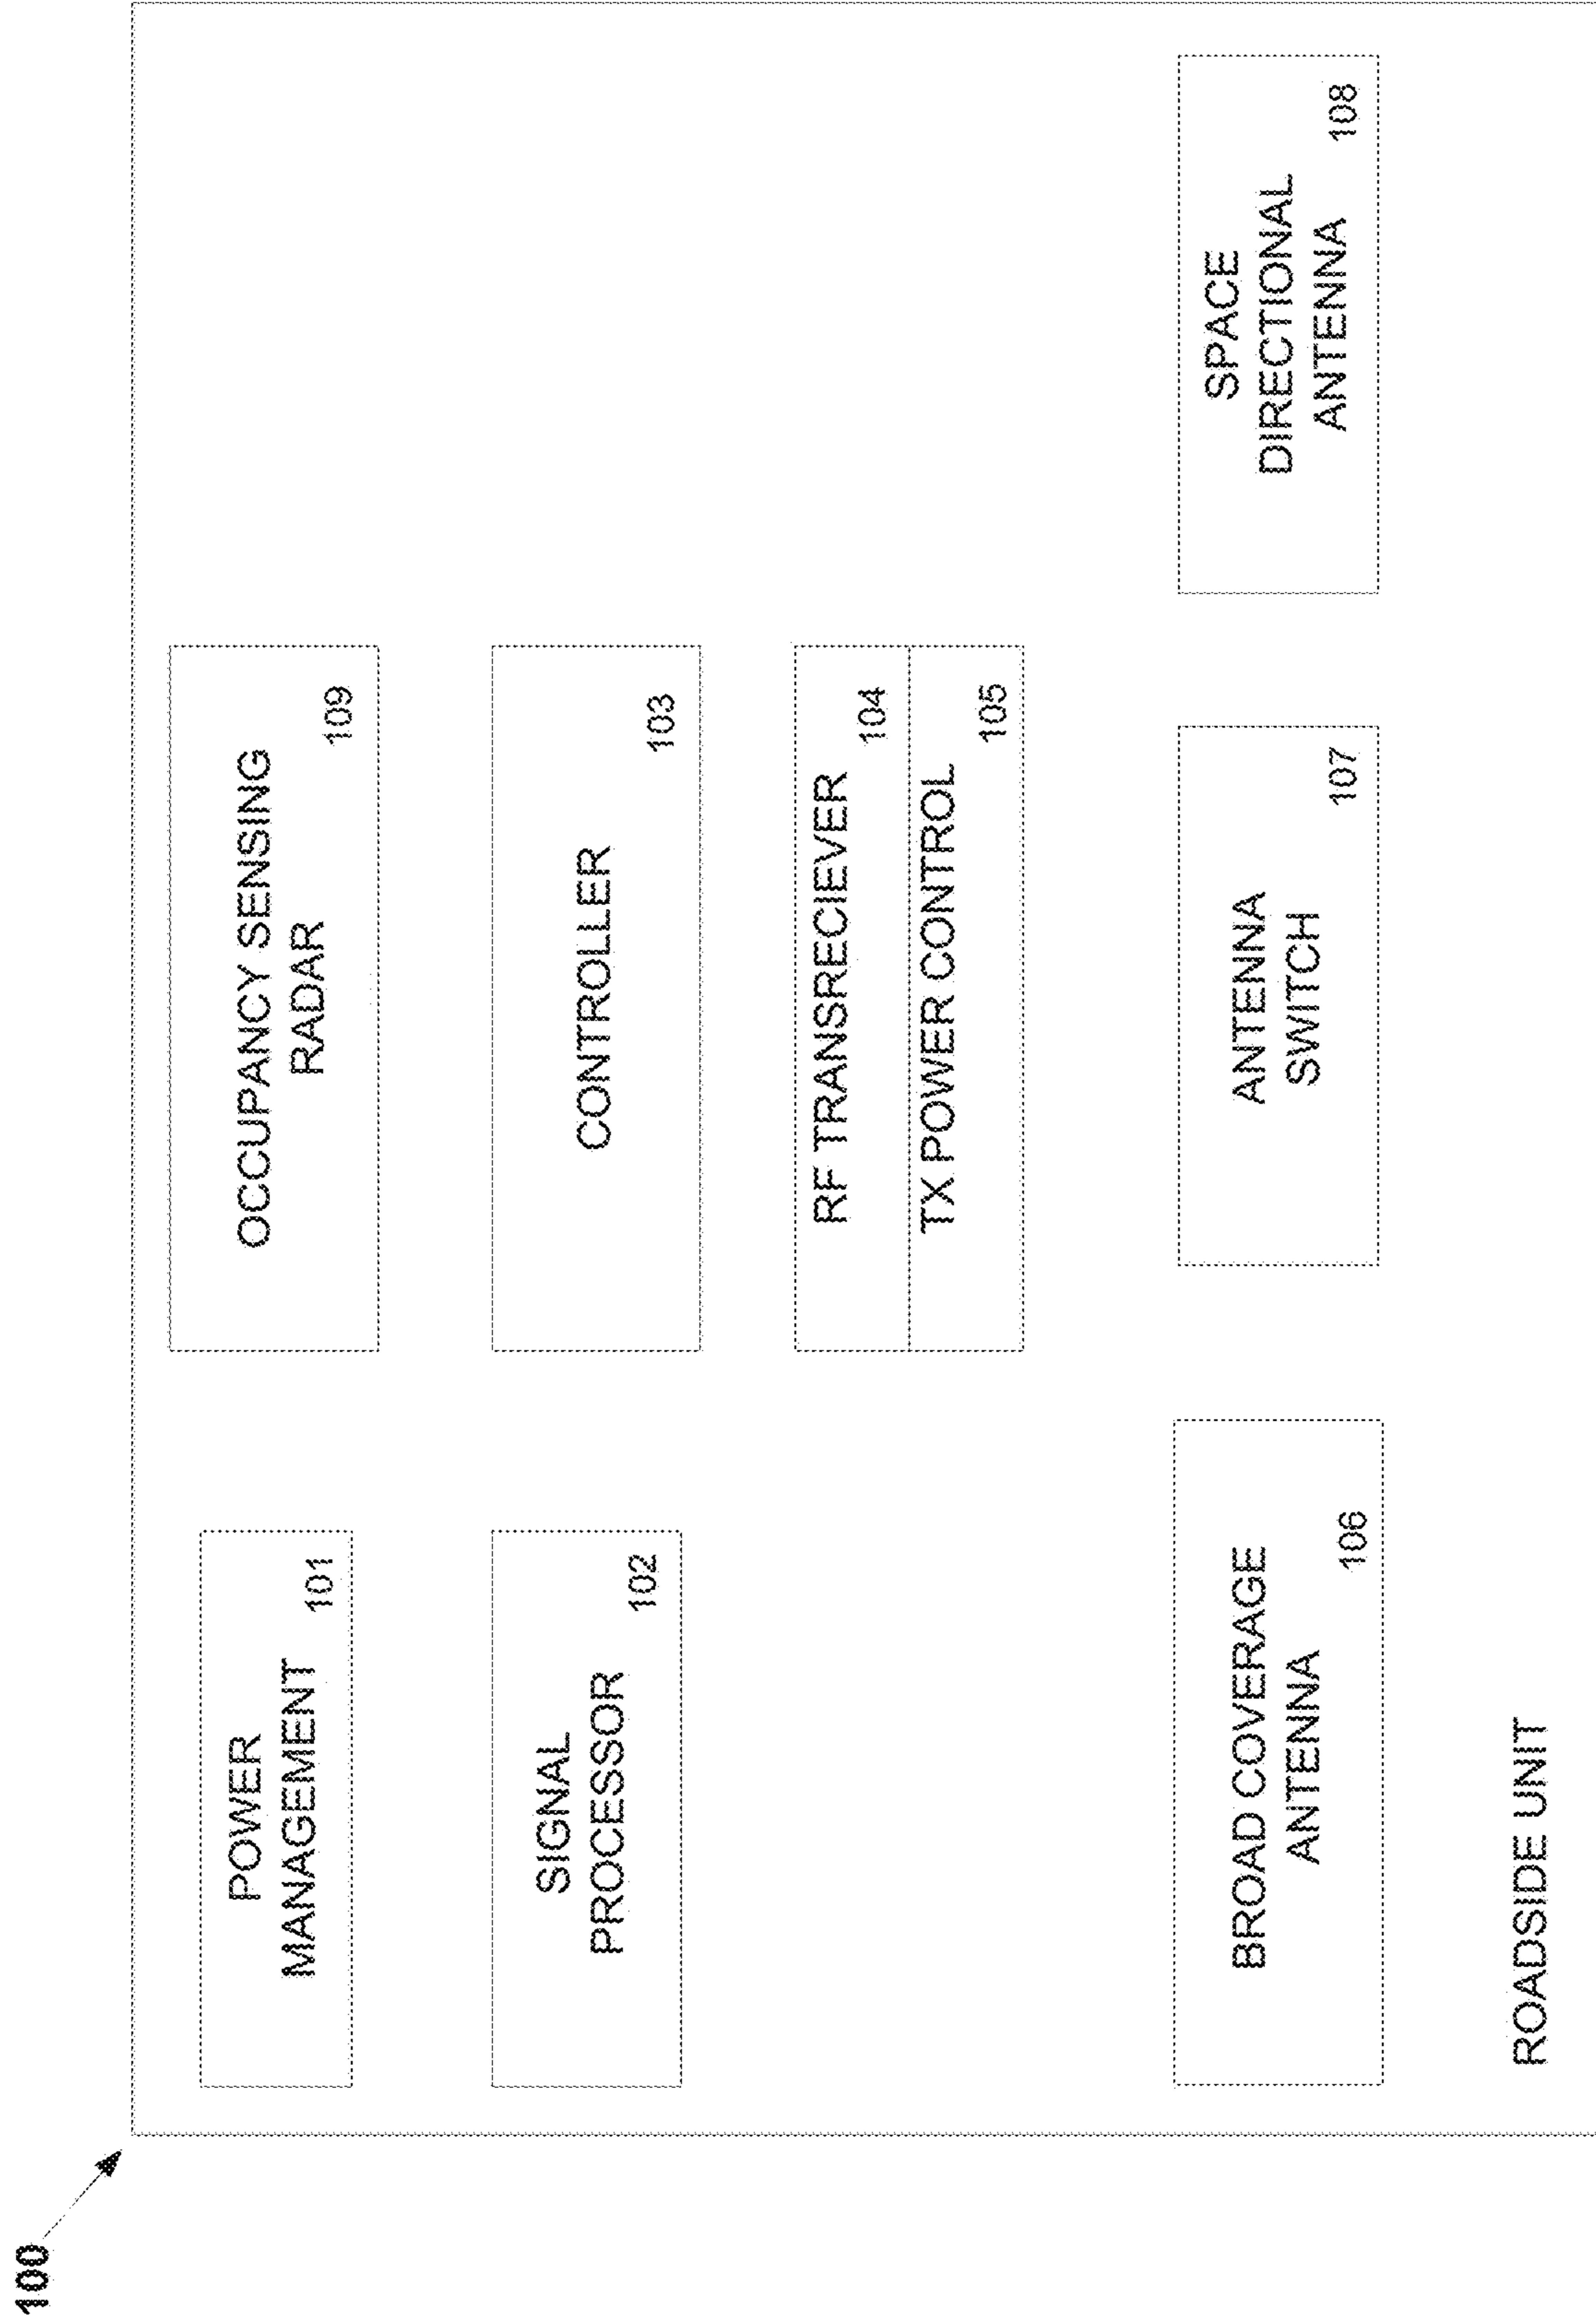 100
POWER
MANAGEMENT
101
OCCUPANCY SENSING
RADAR
109
SIGNAL
PROCESSOR
102
CONTROLLER
103
RF TRANSRECIEVER
104
TX POWER CONTROL
105
BROAD COVERAGE
ANTENNA
106
ANTENNA
SWITCH
107
SPACE
DIRECTIONAL
ANTENNA
108
ROADSIDE UNIT